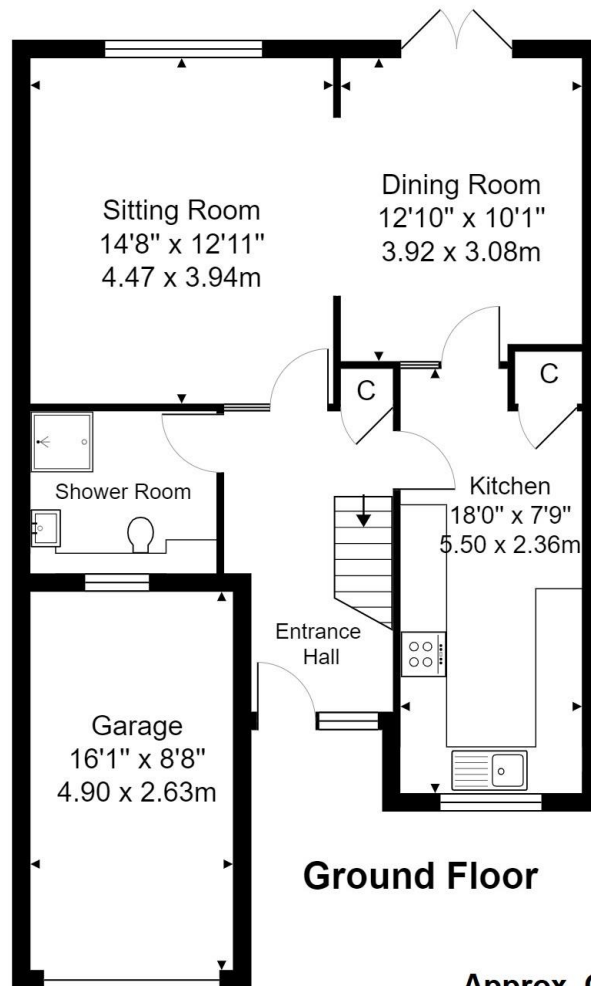 Sitting Room
14'8" x 12'11"
4.47 x 3.94m
Dining Room
12'10" x 10'1"
3.92 x 3.08m
C
C
Shower Room
Kitchen
18'0" x 7'9"
5.50 x 2.36m
Entrance
Hall
Garage
16'1" x 8'8"
4.90 x 2.63m
Ground Floor